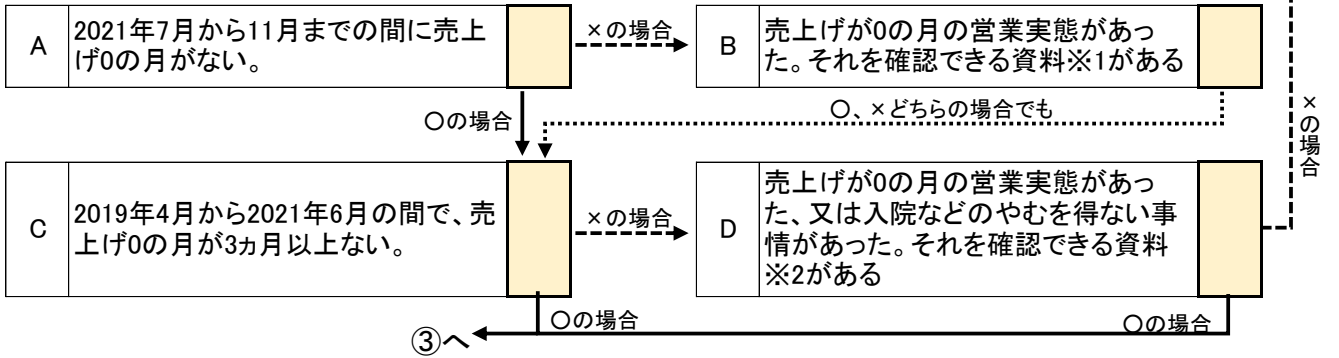 A
2021年7月から11月までの間に売上
げ0の月がない。
×の場合
B
売上げが0の月の営業実態があっ
た。それを確認できる資料※1がある
〇の場合
〇、×どちらの場合でも
×の場合
C
2019年4月から2021年6月の間で、売
上げ0の月が3ヵ月以上ない。
×の場合
D
売上げが0の月の営業実態があっ
た、又は入院などのやむを得ない事
情があった。それを確認できる資料
※2がある
〇の場合
〇の場合
③へ